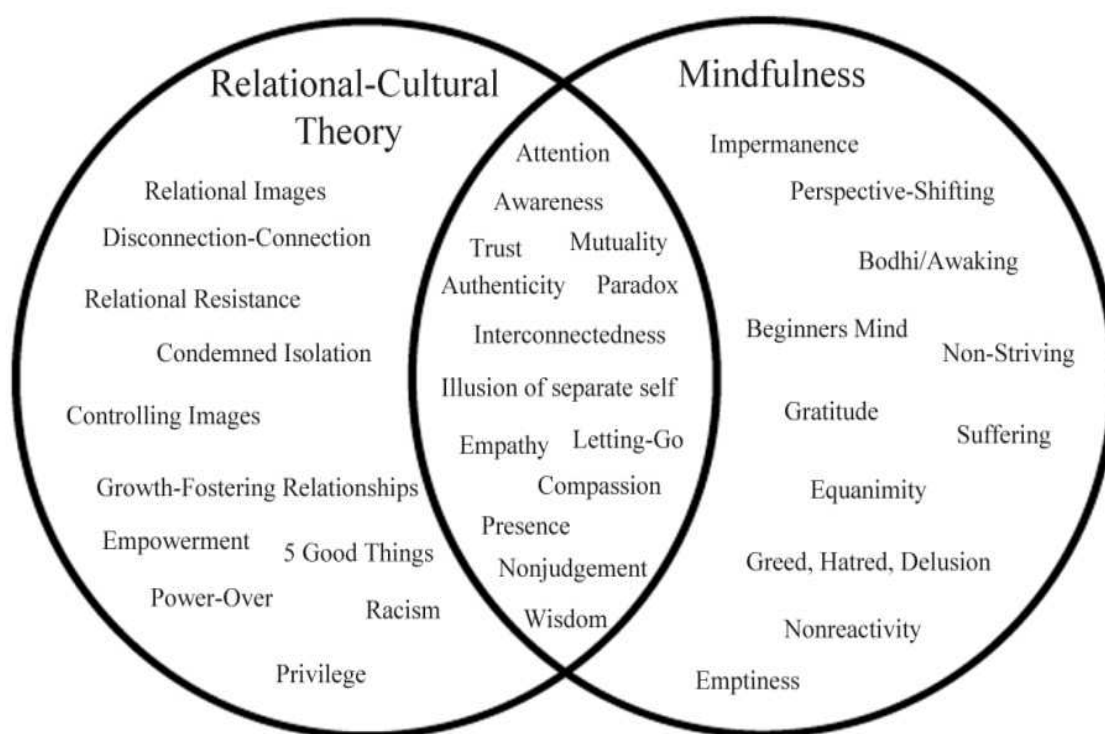 Relational-Cultural
Theory
Relational Images
Disconnection-Connection
Relational Resistance
Condemned Isolation
Controlling Images
Growth-Fostering Relationships
Empowerment
5 Good Things
Power-Over
Racism
Privilege
Attention
Awareness
Trust
Mutuality
Authenticity
Paradox
Interconnectedness
Illusion of separate self
Empathy
Letting-Go
Compassion
Presence
Nonjudgement
Wisdom
Mindfulness
Impermanence
Perspective-Shifting
Bodhi/Awaking
Beginners Mind
Non-Striving
Gratitude
Suffering
Equanimity
Greed, Hatred, Delusion
Nonreactivity
Emptiness